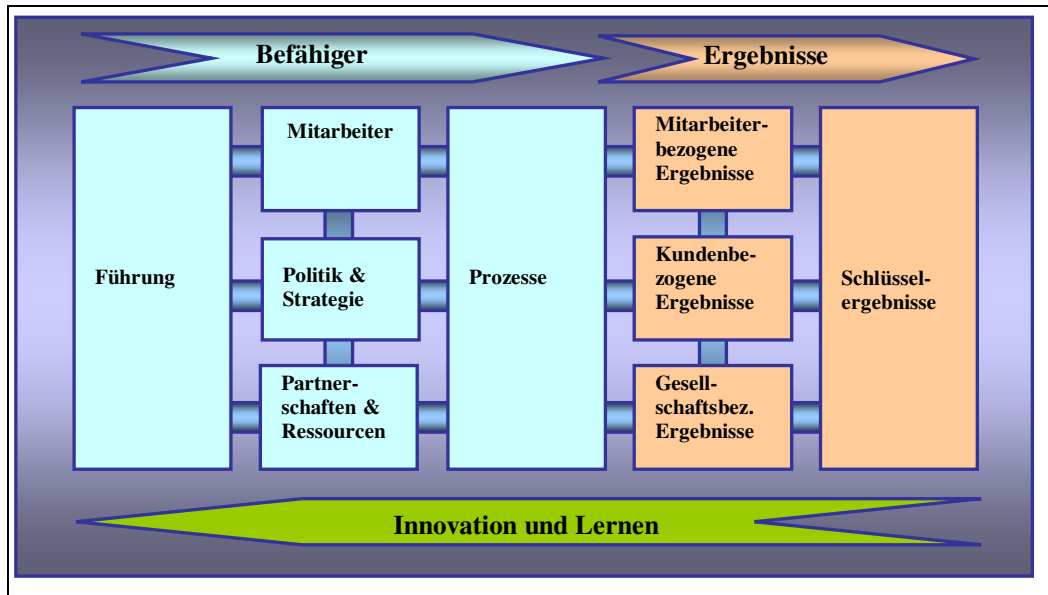 Befähiger
Ergebnisse
Führung
Mitarbeiter
Politik &
Strategie
Partner-
schaften &
Ressourcen
Prozesse
Mitarbeiter-
bezogene
Ergebnisse
Kundenbe-
zogene
Ergebnisse
Gesell-
schaftsbez.
Ergebnisse
Schlüssel-
ergebnisse
Innovation und Lernen